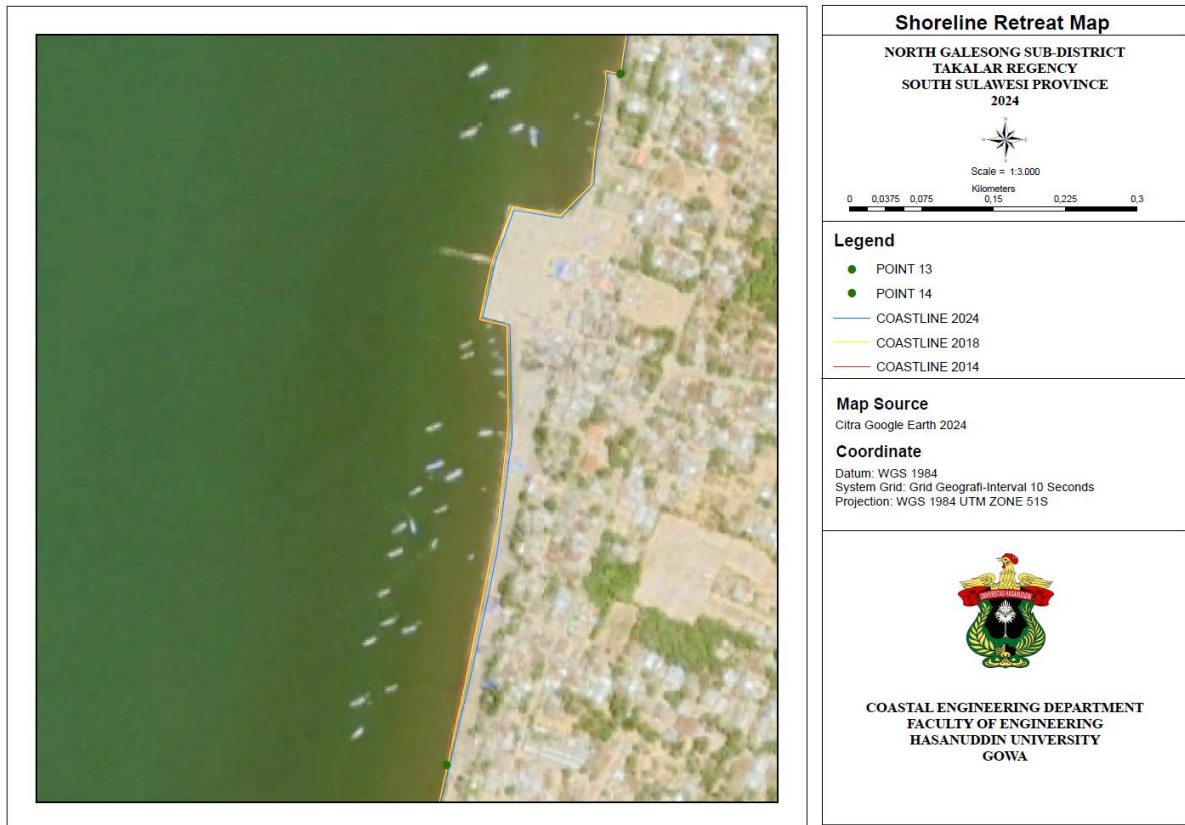 Shoreline Retreat Map
NORTH GALESONG SUB-DISTRICT
TAKALAR REGENCY
SOUTH SULAWESI PROVINCE
2024
N
W E
S
Scale = 1:3.000
Kilometers
0 0,0375 0,075 0,15 0,225 0,3
Legend
POINT 13
POINT 14
COASTLINE 2024
COASTLINE 2018
COASTLINE 2014
Map Source
Citra Google Earth 2024
Coordinate
Datum: WGS 1984
System Grid: Grid Geografi-Interval 10 Seconds
Projection: WGS 1984 UTM ZONE 51S
UNIVERSITAS HASANUDDIN
COASTAL ENGINEERING DEPARTMENT
FACULTY OF ENGINEERING
HASANUDDIN UNIVERSITY
GOWA